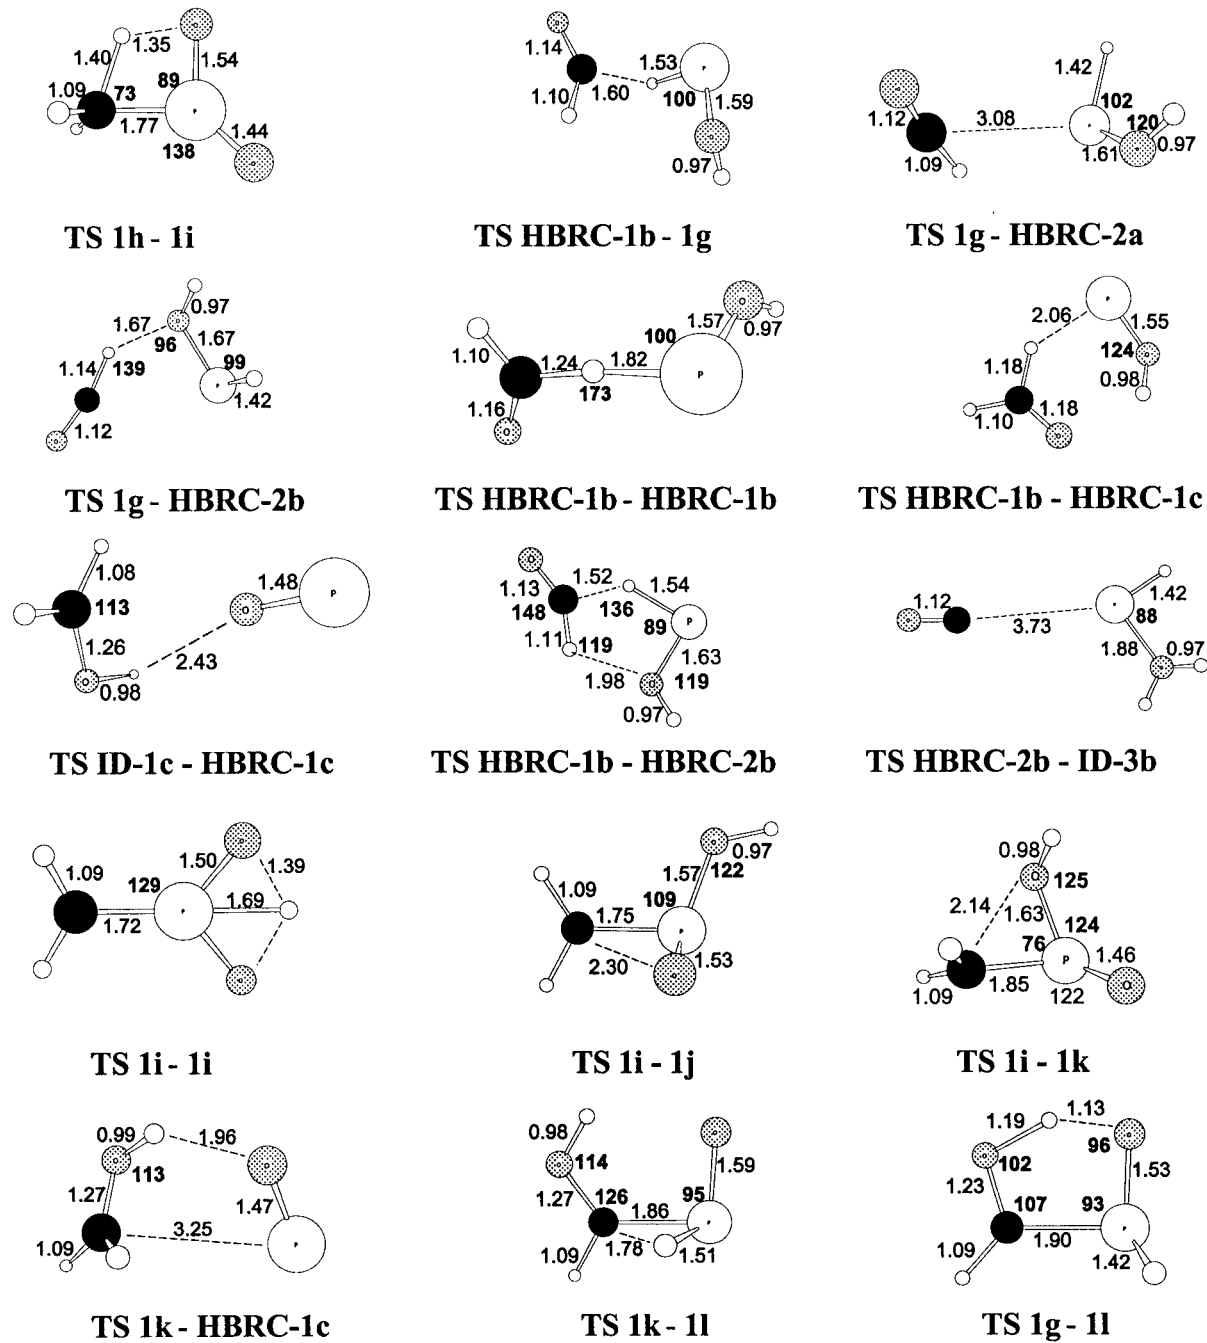 1.40 1.35 1.54
1.09 73 89
1.77 1.44
138
TS 1h - 1i
1.14 1.53
1.10 1.60 100 1.59
0.97
TS HBRC-1b - 1g
1.42
1.12 3.08 102 120
1.09 1.61 0.97
TS 1g - HBRC-2a
0.97
1.67 96 1.67
1.14 139 99
1.12 1.42
TS 1g - HBRC-2b
1.57 0.97
1.10 1.24 1.82 100
1.16 173
TS HBRC-1b - HBRC-1b
2.06 1.55
1.18 124
0.98
1.10 1.18
TS HBRC-1b - HBRC-1c
1.08 1.48
113
1.26 2.43
0.98
TS ID-1c - HBRC-1c
1.13 1.52 1.54
148 136 89
1.11 119 1.63
1.98 119
0.97
TS HBRC-1b - HBRC-2b
1.12 1.42
3.73 88
1.88 0.97
TS HBRC-2b - ID-3b
1.09 1.50 1.39
129 1.69
1.72
TS 1i - 1i
0.97
1.09 1.57 122
1.75 109
2.30 1.53
TS 1i - 1j
0.98 125
2.14 1.63 124
76 1.46
1.09 1.85 122
TS 1i - 1k
0.99 1.96
113
1.27 1.47
3.25
1.09
TS 1k - HBRC-1c
0.98
114 1.59
1.27 126 1.86 95
1.09 1.78 1.51
TS 1k - 1l
1.19 1.13
102 96
1.23 107 93 1.53
1.09 1.90 1.42
TS 1g - 1l